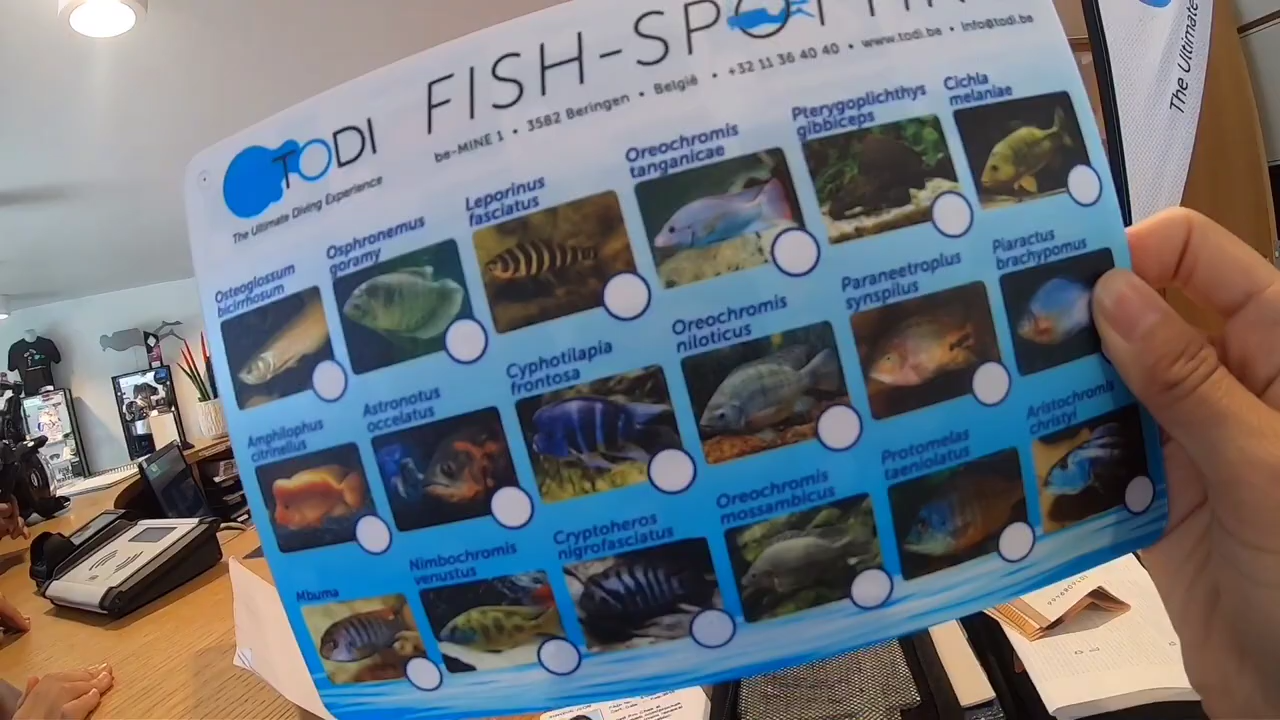 FISH-SPOTTIN
TODI
The Ultimate Diving Experience
be-MINE 1 • 3582 Beringen • België • +32 11 36 40 40 • www.todi.be • info@todi.be
Osteoglossum
bicirrhosum
Osphronemus
goramy
Leporinus
fasciatus
Oreochromis
tanganicae
Pterygoplichthys
gibbiceps
Cichla
melaniae
Amphilophus
citrinellus
Astronotus
occelatus
Cyphotilapia
frontosa
Oreochromis
niloticus
Paraneetroplus
synspilus
Piaractus
brachypomus
Mbuma
Nimbochromis
venustus
Cryptoheros
nigrofasciatus
Oreochromis
mossambicus
Protomelas
taeniolatus
Aristochromis
christyi
The Ultimate